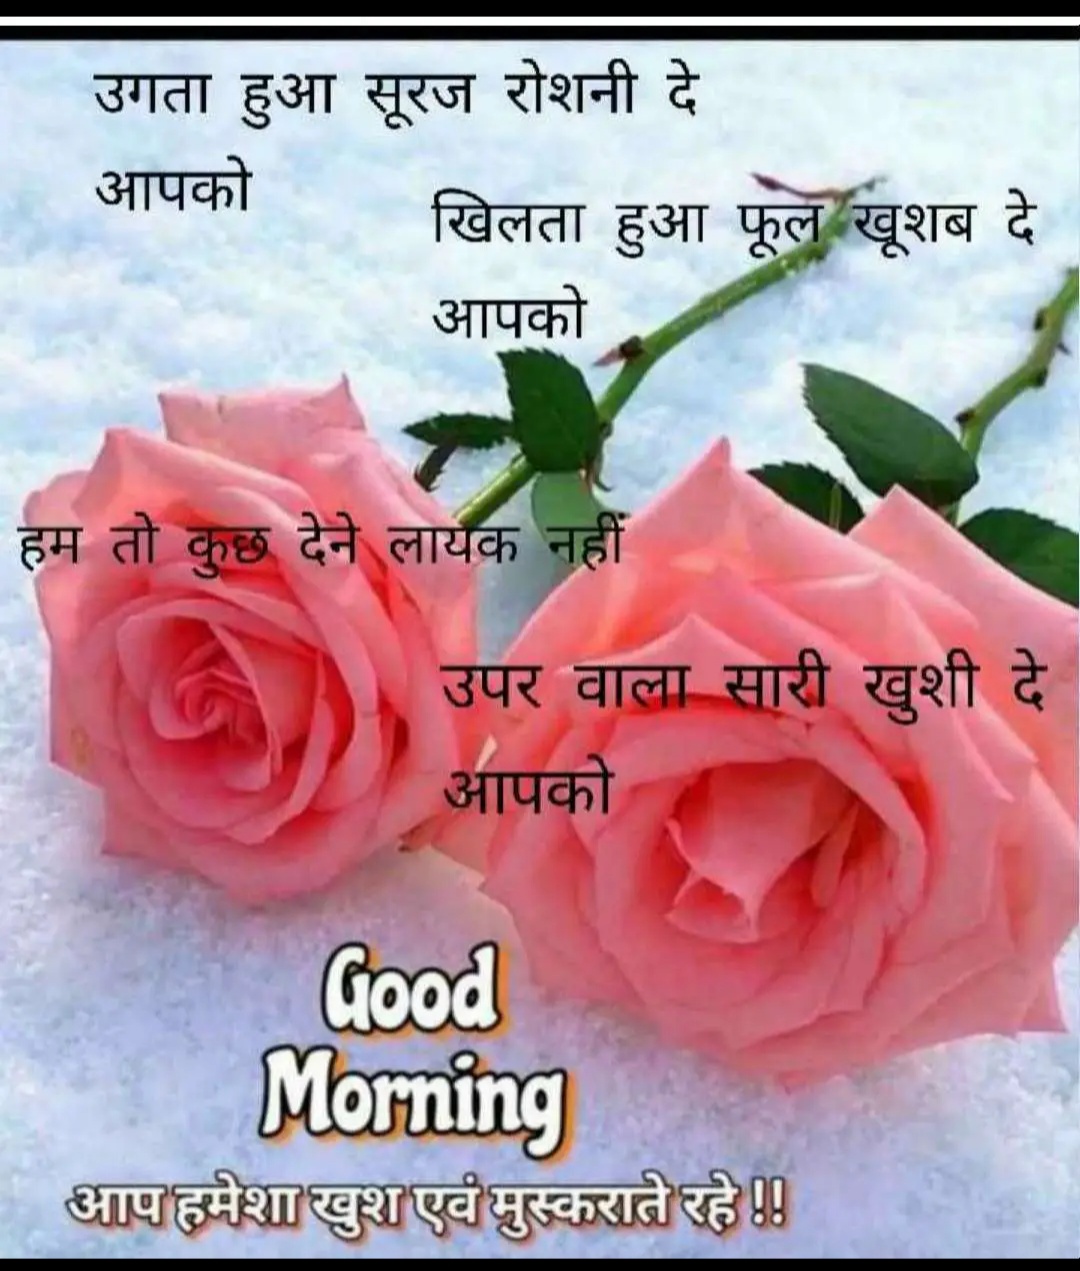 उगता हुआ सूरज रोशनी दे
आपको
खिलता हुआ फूल खूशब दे
आपको
हम तो कुछ देने लायक नहीं
उपर वाला सारी खुशी दे
आपको
Good
Morning
आप हमेशा खुश एवं मुस्कराते रहे !!